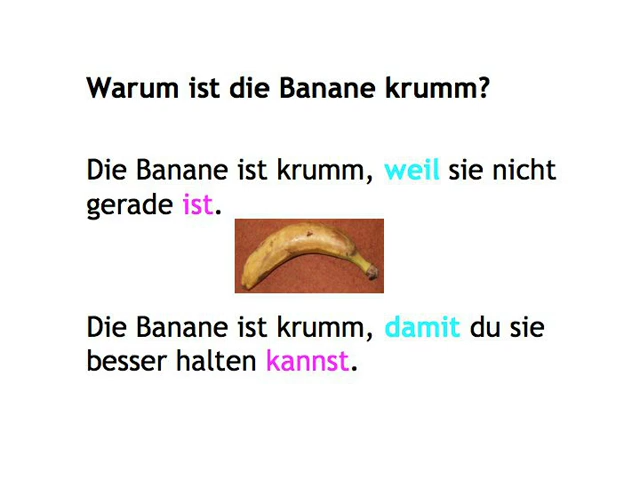 Warum ist die Banane krumm?
Die Banane ist krumm, weil sie nicht
gerade ist.
Die Banane ist krumm, damit du sie
besser halten kannst.